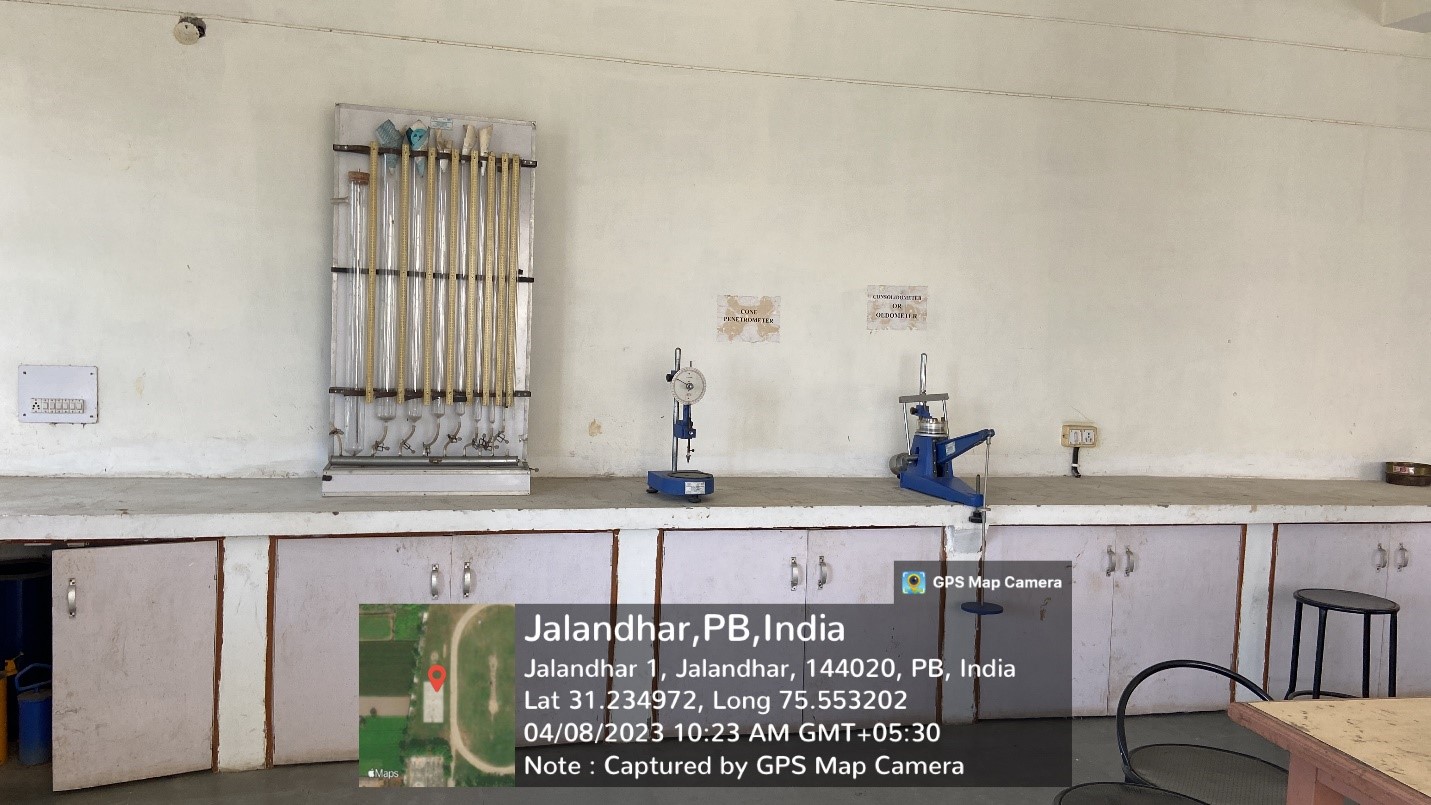 CONE
PENETROMETER
CONSOLIDOMETER
OR
OEDOMETER
GPS Map Camera
Jalandhar,PB,India
Jalandhar 1, Jalandhar, 144020, PB, India
Lat 31.234972, Long 75.553202
04/08/2023 10:23 AM GMT+05:30
Note : Captured by GPS Map Camera
Maps